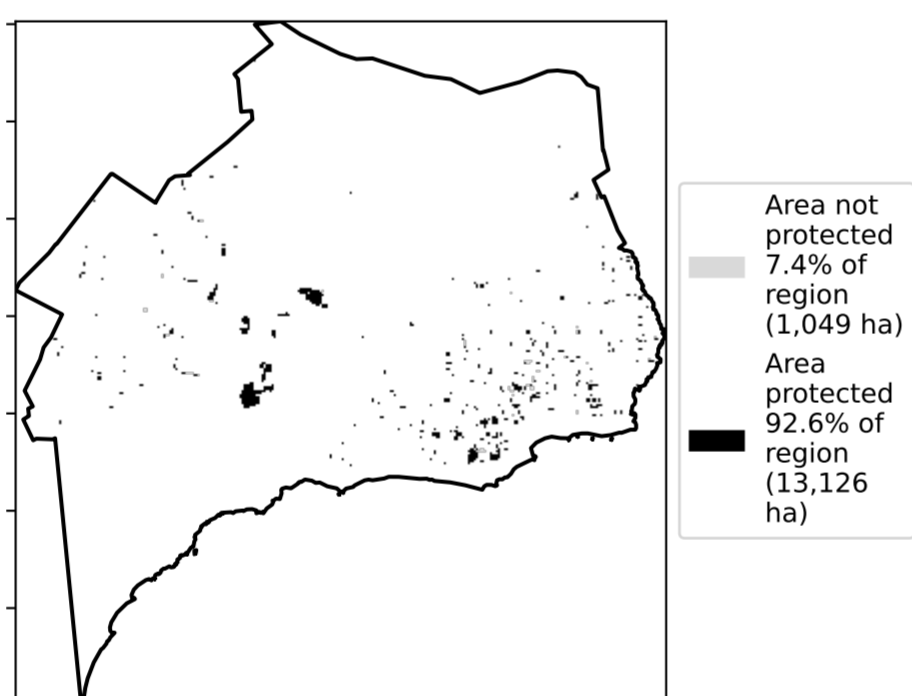 Area not
protected
7.4% of
region
(1,049 ha)
Area
protected
92.6% of
region
(13,126
ha)